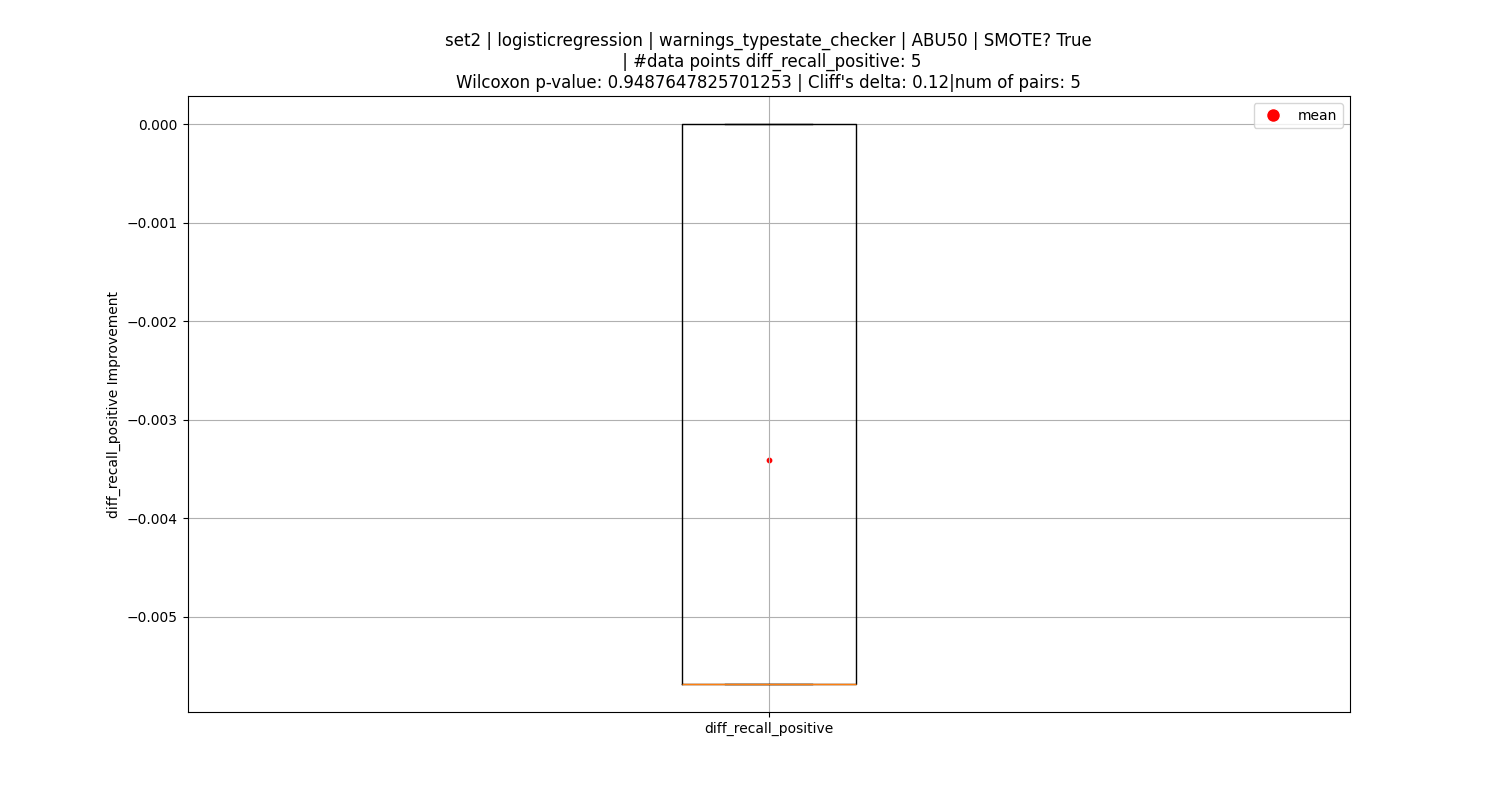 set2 | logisticregression | warnings_typestate_checker | ABU50 | SMOTE? True
| #data points diff_recall_positive: 5
Wilcoxon p-value: 0.9487647825701253 | Cliff's delta: 0.12|num of pairs: 5
mean
0.000
−0.001
−0.002
−0.003
−0.004
−0.005
diff_recall_positive Improvement
diff_recall_positive